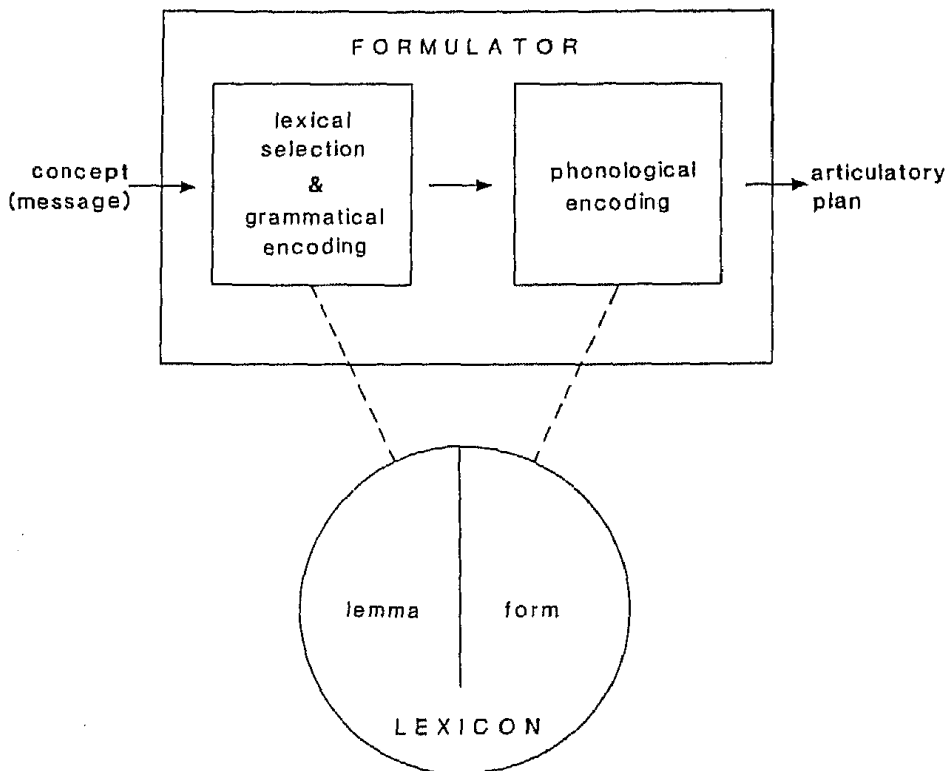 FORMULATOR
concept
(message)
lexical
selection
&
grammatical
encoding
phonological
encoding
articulatory
plan
lemma
form
LEXICON